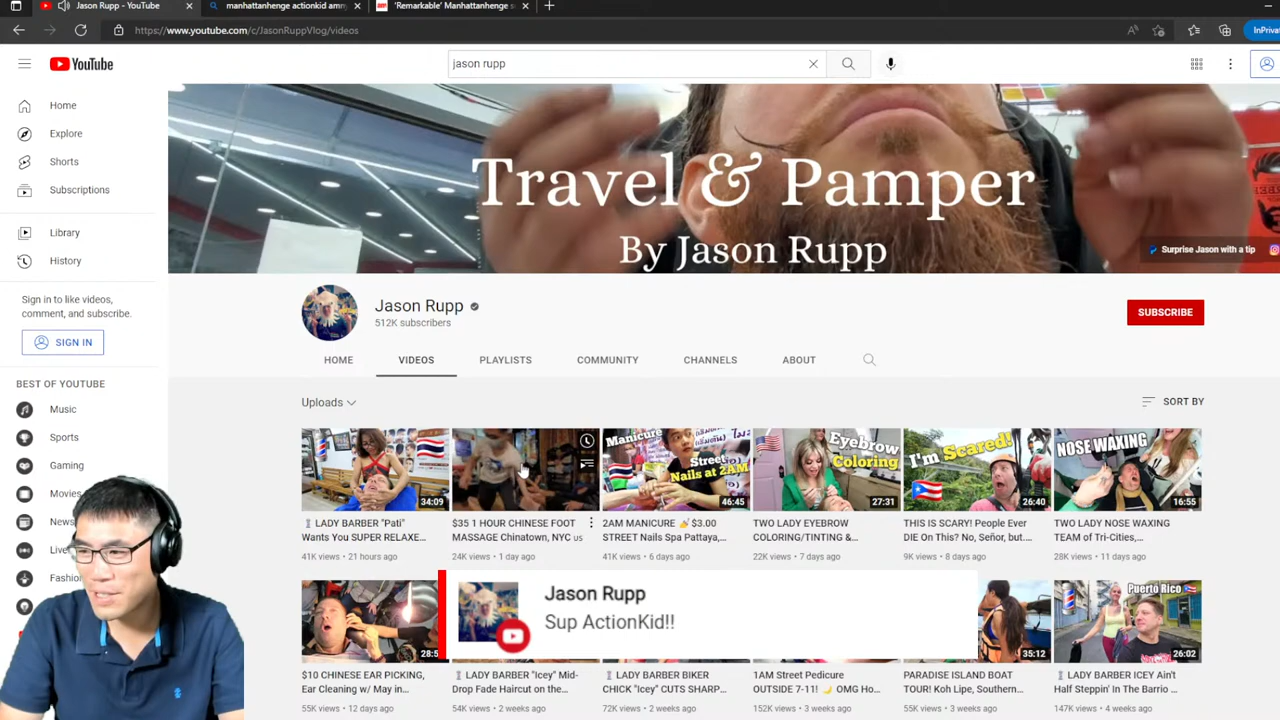 Jason Rupp - YouTube
manhattanhenge actionkid amny
'Remarkable' Manhattanhenge s
https://www.youtube.com/c/JasonRuppVlog/videos
InPrivate
YouTube
jason rupp
Home
Explore
Shorts
Subscriptions
Library
History
Sign in to like videos,
comment, and subscribe.
SIGN IN
BEST OF YOUTUBE
Music
Sports
Gaming
Movies
News
Live
Fashion
Travel & Pamper
By Jason Rupp
Surprise Jason with a tip
Jason Rupp
512K subscribers
SUBSCRIBE
HOME
VIDEOS
PLAYLISTS
COMMUNITY
CHANNELS
ABOUT
Uploads
SORT BY
34:09
Manicure
Street
Nails at 2AM
46:45
Eyebrow
Coloring
27:31
I'm Scared!
26:40
NOSE WAXING
16:55
LADY BARBER "Pati"
Wants You SUPER RELAXE...
41K views • 21 hours ago
$35 1 HOUR CHINESE FOOT
MASSAGE Chinatown, NYC us
24K views • 1 day ago
2AM MANICURE $3.00
STREET Nails Spa Pattaya,...
41K views • 6 days ago
TWO LADY EYEBROW
COLORING/TINTING &...
22K views • 7 days ago
THIS IS SCARY! People Ever
DIE On This? No, Señor, but...
9K views • 8 days ago
TWO LADY NOSE WAXING
TEAM of Tri-Cities,...
28K views • 11 days ago
28:5
Jason Rupp
Sup ActionKid!!
35:12
Puerto Rico
26:02
$10 CHINESE EAR PICKING,
Ear Cleaning w/ May in...
55K views • 12 days ago
LADY BARBER "Icey" Mid-
Drop Fade Haircut on the...
54K views • 2 weeks ago
LADY BIKER BARBER
CHICK "Icey" CUTS SHARP...
72K views • 2 weeks ago
1AM Street Pedicure
OUTSIDE 7-11! OMG Ho...
152K views • 3 weeks ago
PARADISE ISLAND BOAT
TOUR! Koh Lipe, Southern...
55K views • 3 weeks ago
LADY BARBER ICEY Ain't
Half Steppin' In The Barrio ...
88K views • 4 weeks ago